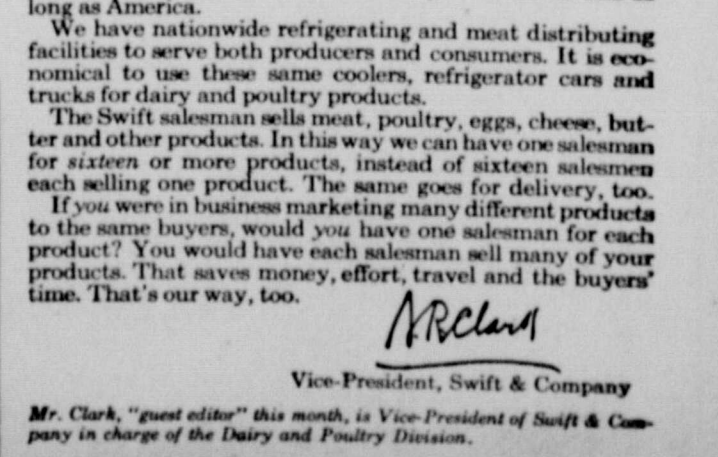 long as America.
We have nationwide refrigerating and meat distributing
facilities to serve both producers and consumers. It is eco-
nomical to use these same coolers, refrigerator cars and
trucks for dairy and poultry products.
The Swift salesman sells meat, poultry, eggs, cheese, but-
ter and other products. In this way we can have one salesman
for sixteen or more products, instead of sixteen salesmen
each selling one product. The same goes for delivery, too.
If you were in business marketing many different products
to the same buyers, would you have one salesman for each
product? You would have each salesman sell many of your
products. That saves money, effort, travel and the buyers'
time. That's our way, too.
A.R.Clark
Vice-President, Swift & Company
Mr. Clark, "guest editor" this month, is Vice-President of Swift & Com-
pany in charge of the Dairy and Poultry Division.